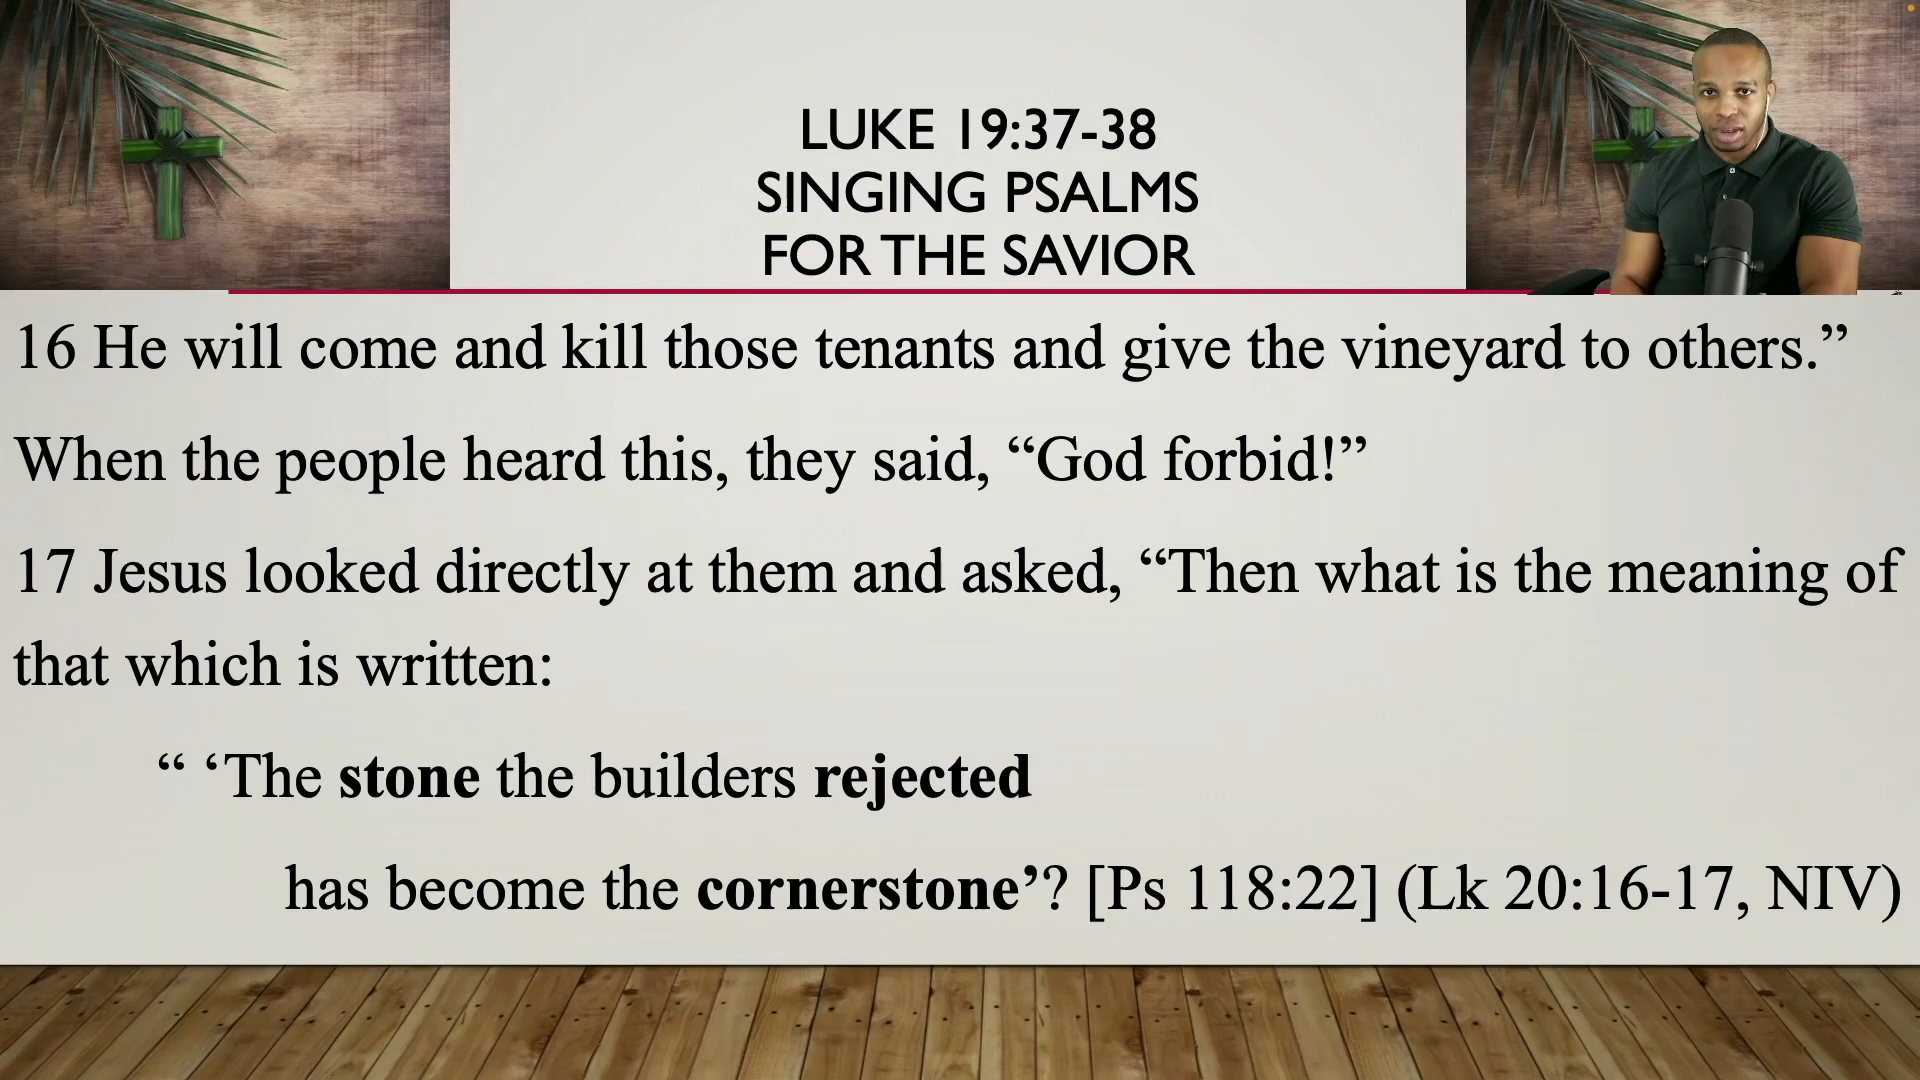 LUKE 19:37-38
SINGING PSALMS
FOR THE SAVIOR
16 He will come and kill those tenants and give the vineyard to others.”
When the people heard this, they said, “God forbid!”
17 Jesus looked directly at them and asked, “Then what is the meaning of
that which is written:
“ ‘The stone the builders rejected
has become the cornerstone’? [Ps 118:22] (Lk 20:16-17, NIV)